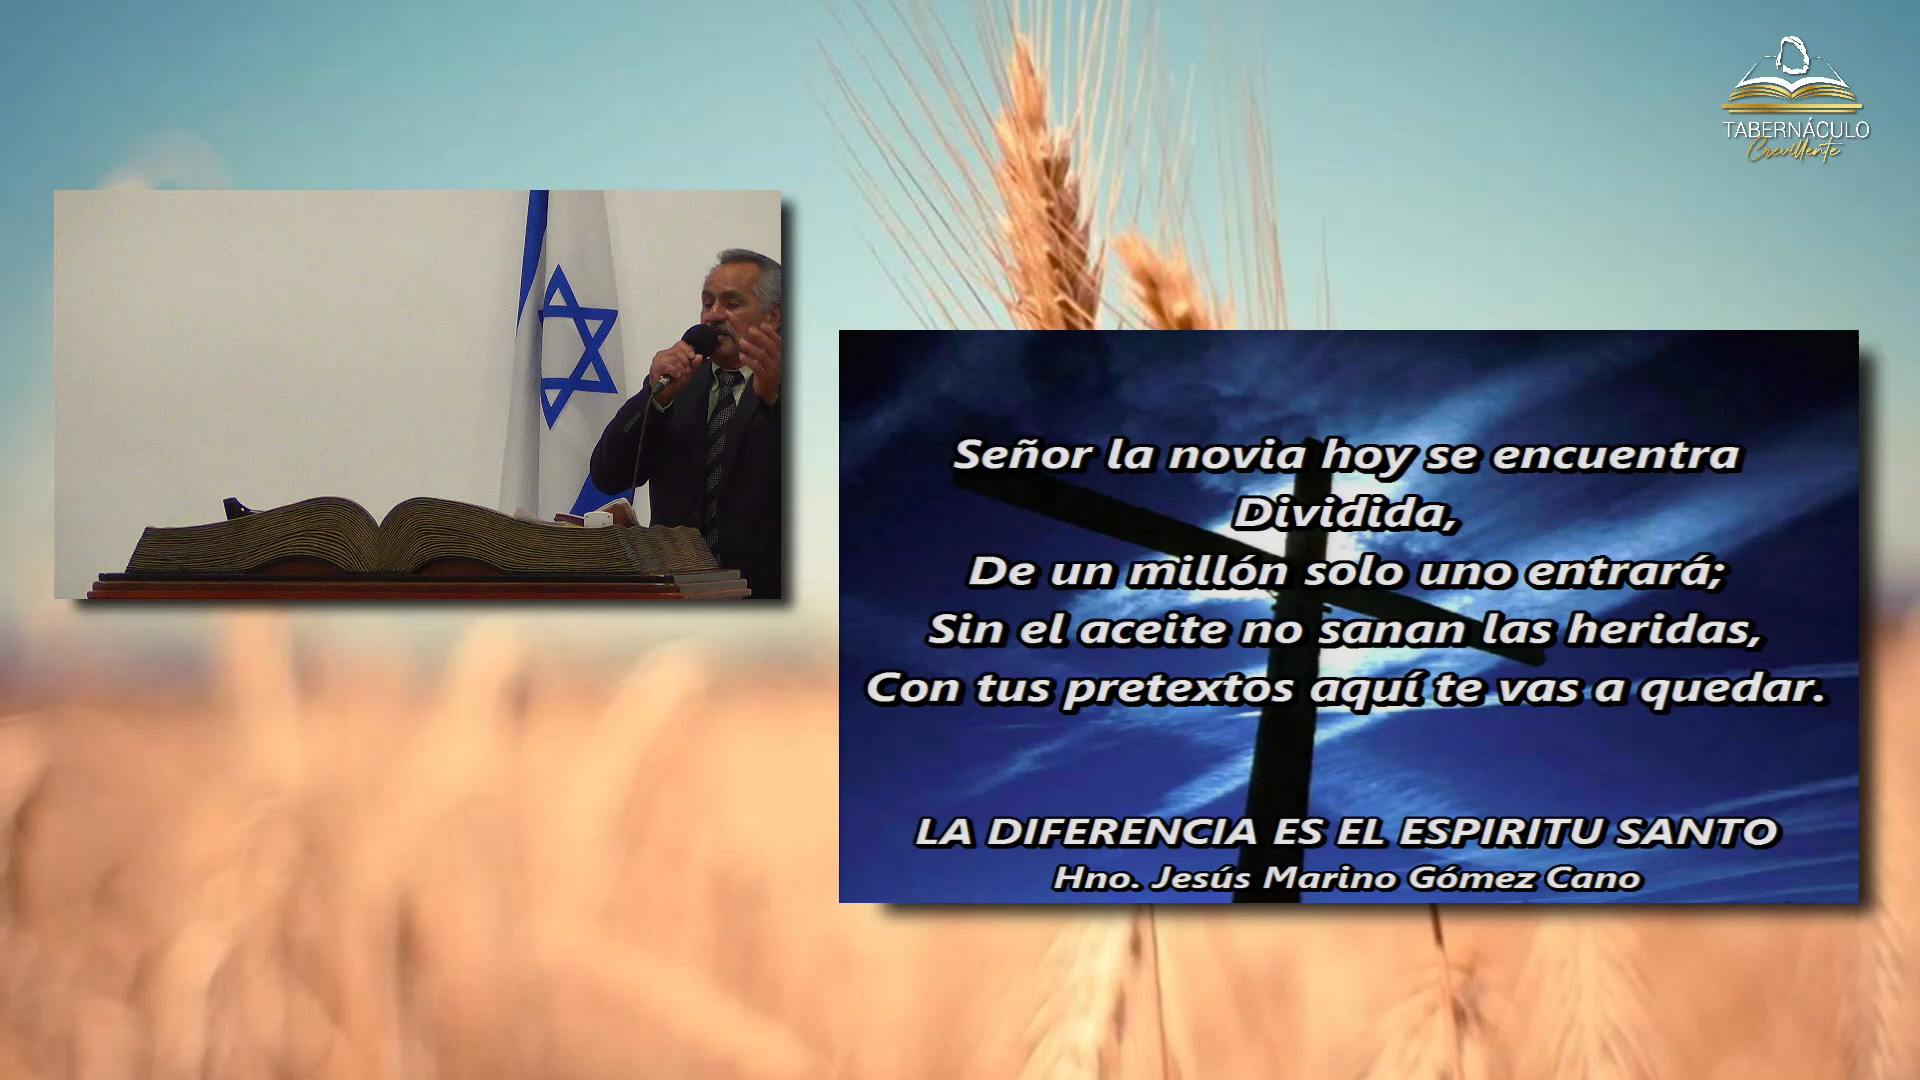 TABERNÁCULO
Crevillente
Señor la novia hoy se encuentra
Dividida,
De un millón solo uno entrará;
Sin el aceite no sanan las heridas,
Con tus pretextos aquí te vas a quedar.
LA DIFERENCIA ES EL ESPIRITU SANTO
Hno. Jesús Marino Gómez Cano